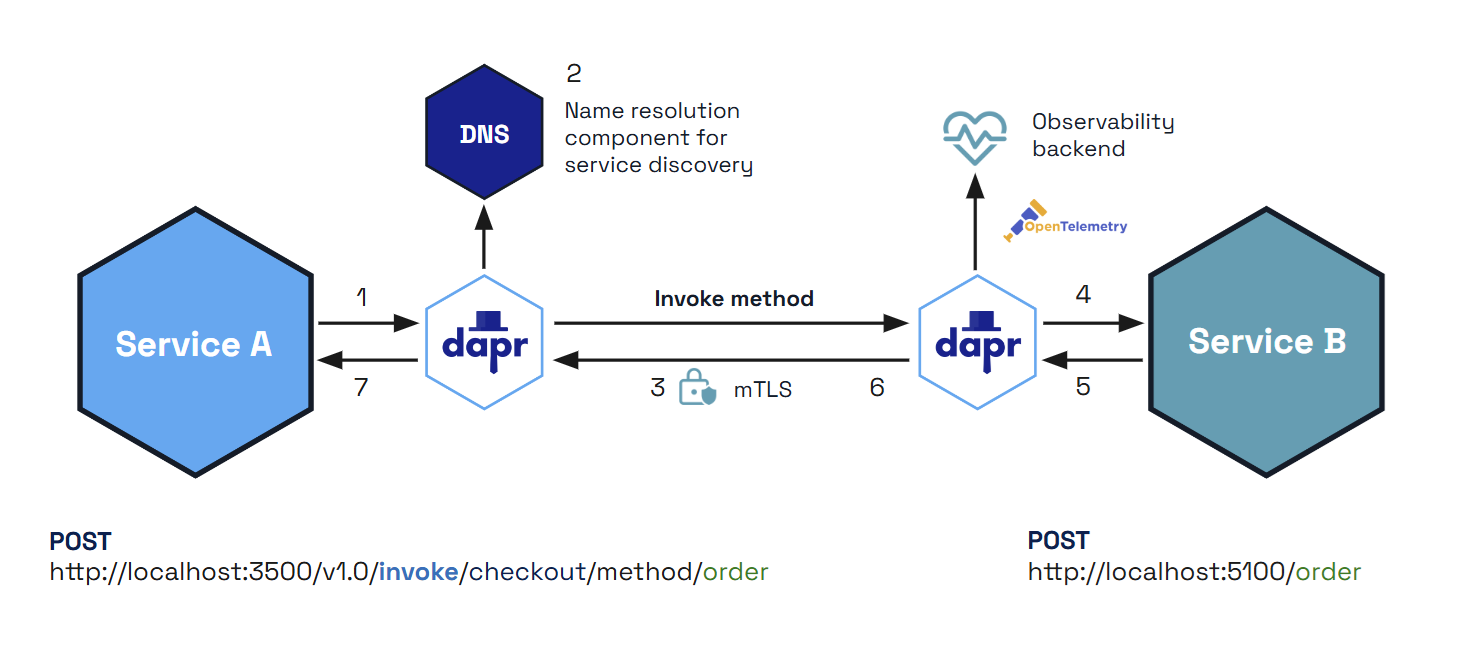 2
DNS
Name resolution
component for
service discovery
Observability
backend
OpenTelemetry
Service A
1
7
dapr
Invoke method
3
mTLS
6
dapr
4
5
Service B
POST
http://localhost:3500/v1.0/invoke/checkout/method/order
POST
http://localhost:5100/order